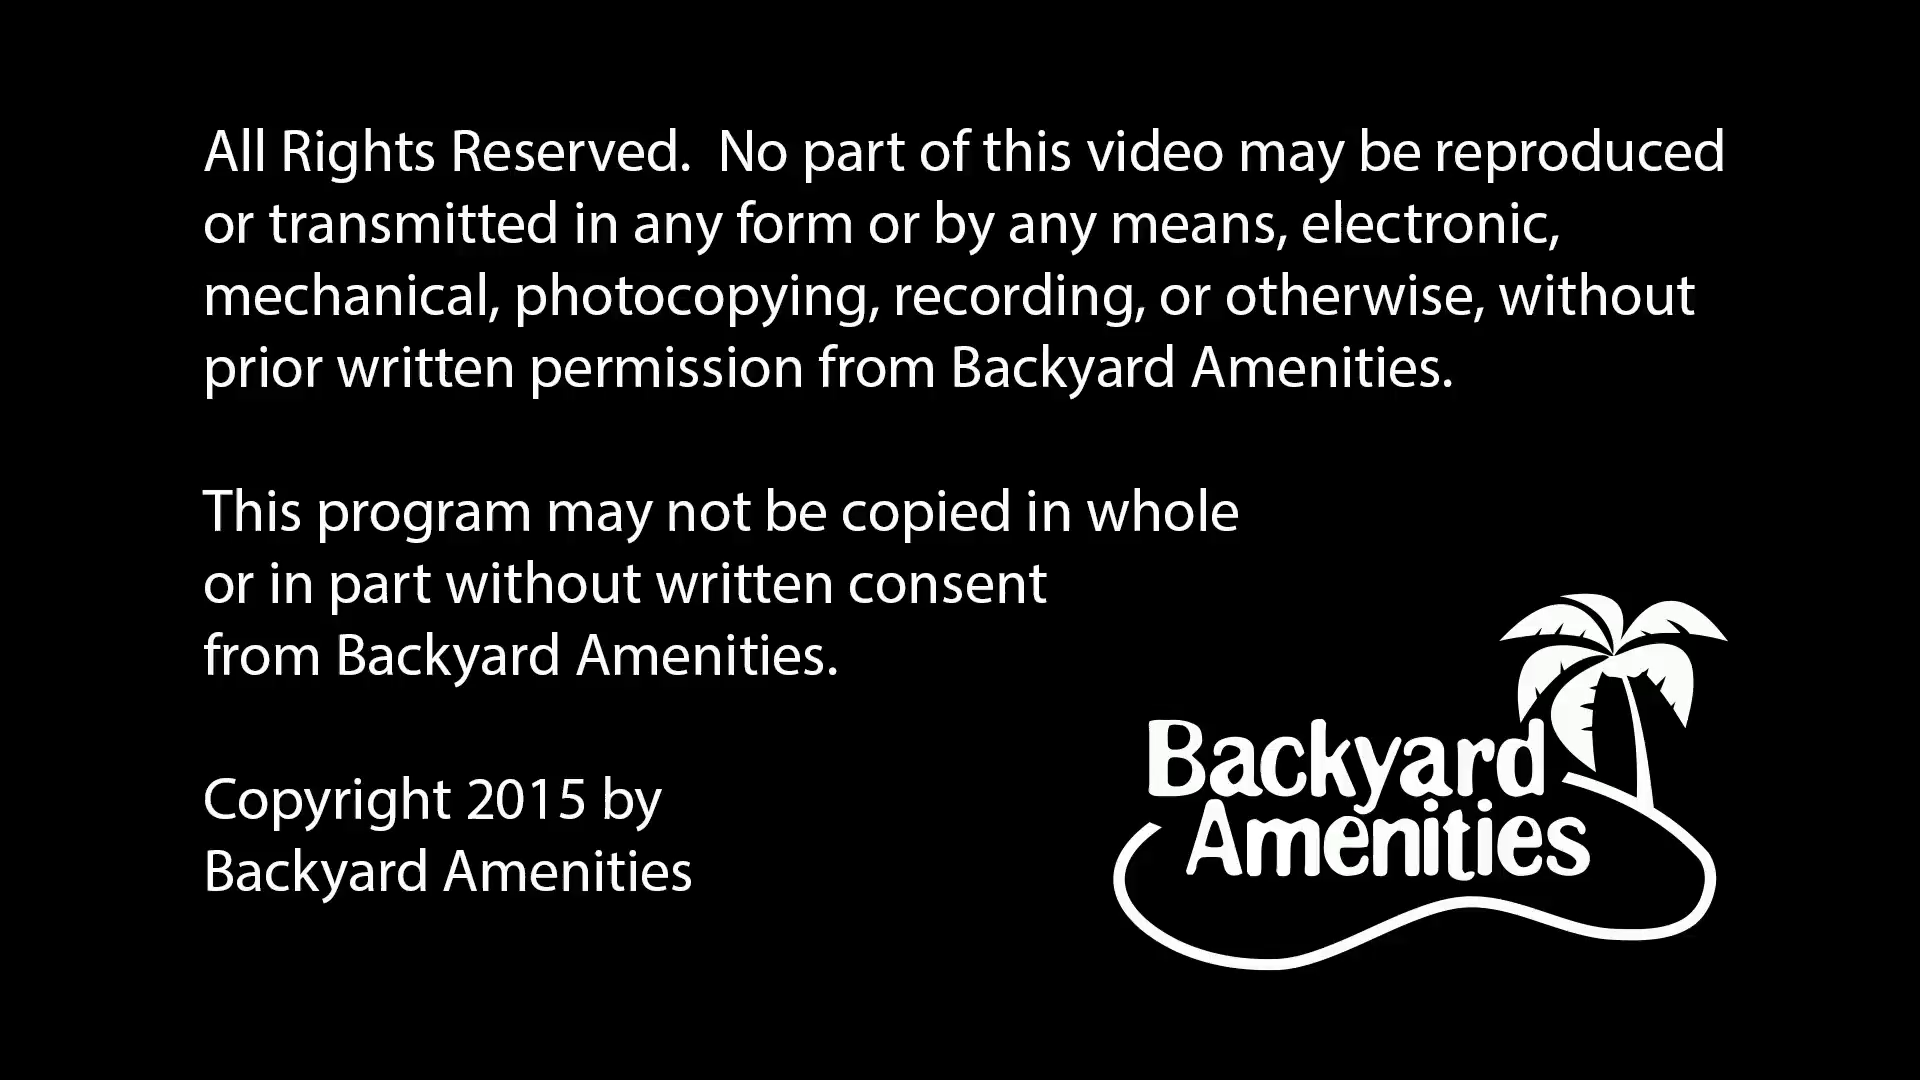 All Rights Reserved.  No part of this video may be reproduced
or transmitted in any form or by any means, electronic,
mechanical, photocopying, recording, or otherwise, without
prior written permission from Backyard Amenities.
This program may not be copied in whole
or in part without written consent
from Backyard Amenities.
Copyright 2015 by
Backyard Amenities
Backyard
Amenities